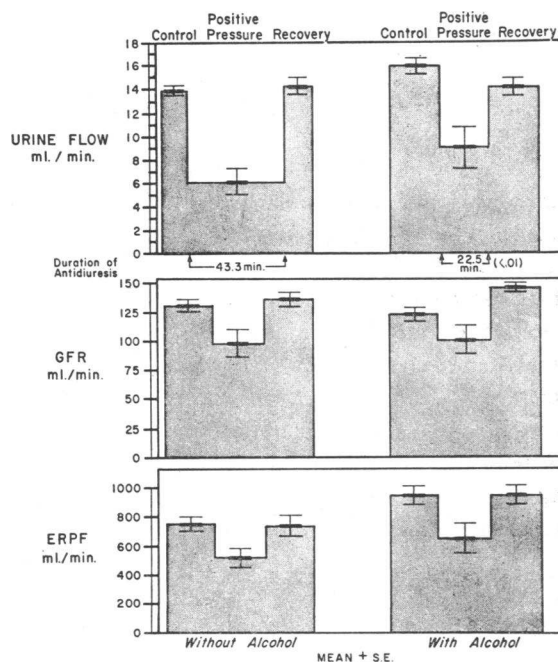 Positive Positive
Control Pressure Recovery Control Pressure Recovery
18
16
14
12
10
8
6
4
2
0
URINE FLOW
ml./ min.
Duration of
Antidiuresis
43.3 min.
22.5
min. (<.01)
150
125
100
75
50
25
0
GFR
ml./min.
1000
800
600
400
200
0
ERPF
ml./min.
Without Alcohol With Alcohol
MEAN + S.E.